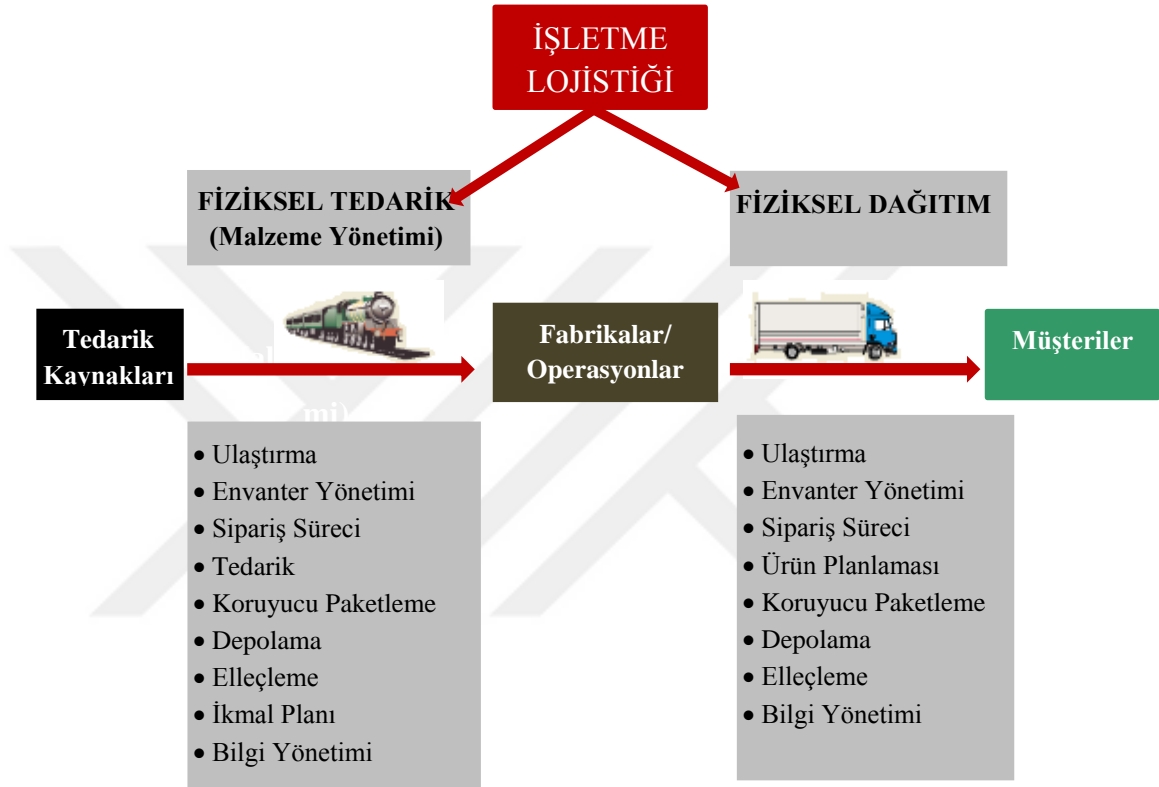 İŞLETME
LOJİSTİĞİ
FİZİKSEL TEDARİK
(Malzeme Yönetimi)
FİZİKSEL DAĞITIM
Tedarik
Kaynakları
al
mi)
Fabrikalar/
Operasyonlar
Müşteriler
• Ulaştırma
• Envanter Yönetimi
• Sipariş Süreci
• Tedarik
• Koruyucu Paketleme
• Depolama
• Elleçleme
• İkmal Planı
• Bilgi Yönetimi
• Ulaştırma
• Envanter Yönetimi
• Sipariş Süreci
• Ürün Planlaması
• Koruyucu Paketleme
• Depolama
• Elleçleme
• Bilgi Yönetimi